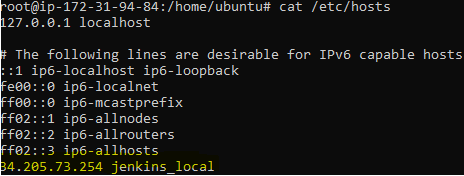 root@ip-172-31-94-84:/home/ubuntu# cat /etc/hosts
127.0.0.1 localhost
# The following lines are desirable for IPv6 capable hosts
::1 ip6-localhost ip6-loopback
fe00::0 ip6-localnet
ff00::0 ip6-mcastprefix
ff02::1 ip6-allnodes
ff02::2 ip6-allrouters
ff02::3 ip6-allhosts
34.205.73.254 jenkins_local